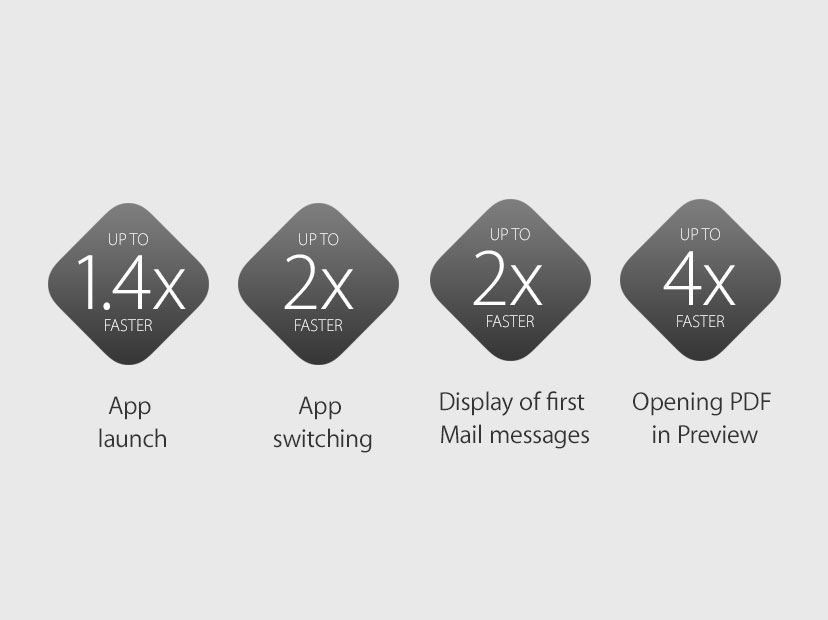 UP TO
1.4x
FASTER
App
launch
UP TO
2x
FASTER
App
switching
UP TO
2x
FASTER
Display of first
Mail messages
UP TO
4x
FASTER
Opening PDF
in Preview